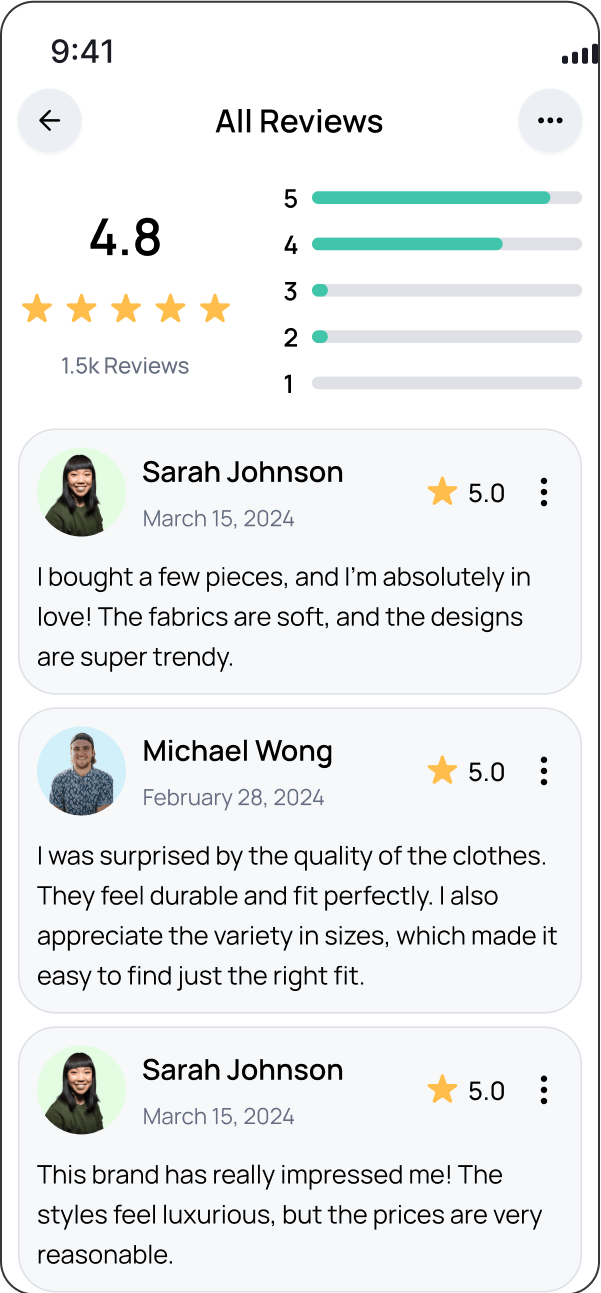 9:41
All Reviews
4.8
1.5k Reviews
5
4
3
2
1
Sarah Johnson
March 15, 2024
5.0
I bought a few pieces, and I'm absolutely in
love! The fabrics are soft, and the designs
are super trendy.
Michael Wong
February 28, 2024
5.0
I was surprised by the quality of the clothes.
They feel durable and fit perfectly. I also
appreciate the variety in sizes, which made it
easy to find just the right fit.
Sarah Johnson
March 15, 2024
5.0
This brand has really impressed me! The
styles feel luxurious, but the prices are very
reasonable.